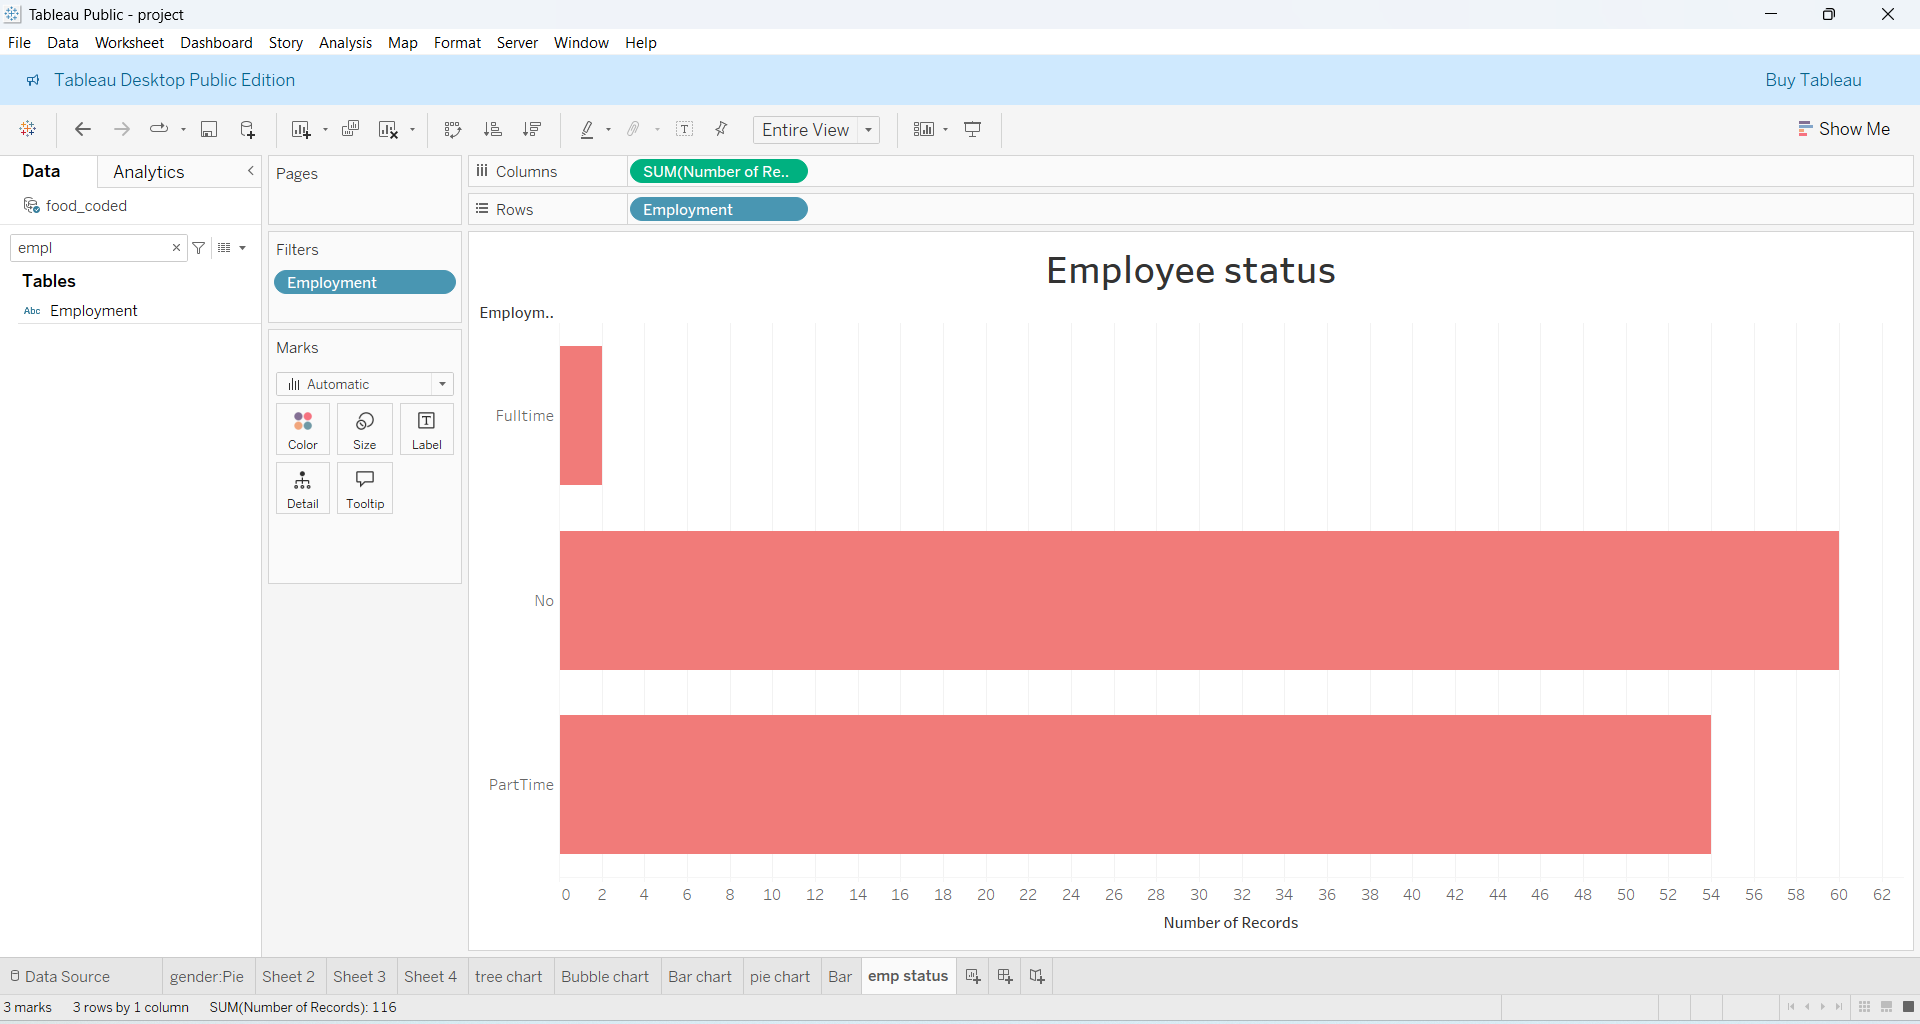 Tableau Public - project
File Data Worksheet Dashboard Story Analysis Map Format Server Window Help
Tableau Desktop Public Edition Buy Tableau
Entire View Show Me
Data Analytics Pages Columns SUM(Number of Re..
food_coded Rows Employment
empl Filters
Employment
Tables
Abc Employment
Marks
Automatic
Color Size Label
Detail Tooltip
Employee status
Employm..
Fulltime
No
PartTime
0 2 4 6 8 10 12 14 16 18 20 22 24 26 28 30 32 34 36 38 40 42 44 46 48 50 52 54 56 58 60 62
Number of Records
Data Source gender:Pie Sheet 2 Sheet 3 Sheet 4 tree chart Bubble chart Bar chart pie chart Bar emp status
3 marks 3 rows by 1 column SUM(Number of Records): 116